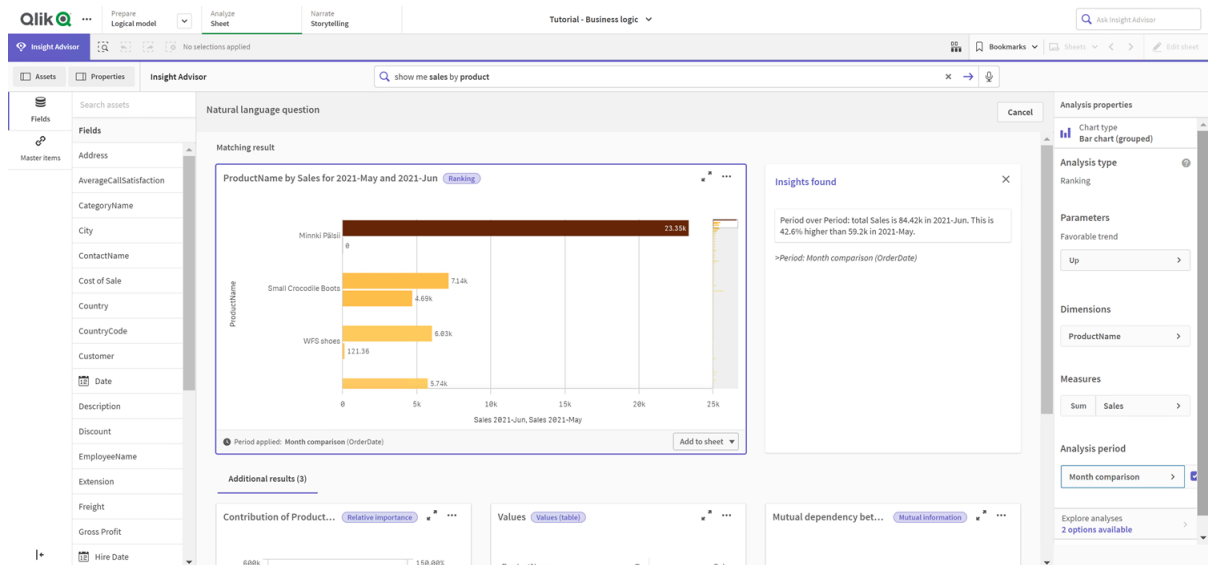 Qlik
Prepare
Logical model
Analyze
Sheet
Narrate
Storytelling
Tutorial - Business logic
Ask Insight Advisor
Insight Advisor
No selections applied
Bookmarks
Sheets
Edit sheet
Assets
Properties
Insight Advisor
show me sales by product
Fields
Master items
Search assets
Fields
Address
AverageCallSatisfaction
CategoryName
City
ContactName
Cost of Sale
Country
CountryCode
Customer
Date
Description
Discount
EmployeeName
Extension
Freight
Gross Profit
Hire Date
Natural language question
Cancel
Matching result
ProductName by Sales for 2021-May and 2021-Jun
Ranking
ProductName
Minnki Pälsii
23.35k
0
Small Crocodile Boots
7.14k
4.69k
WFS shoes
6.03k
121.36
5.74k
0
5k
10k
15k
20k
25k
Sales 2021-Jun, Sales 2021-May
Period applied: Month comparison (OrderDate)
Add to sheet
Insights found
Period over Period: total Sales is 84.42k in 2021-Jun. This is
42.6% higher than 59.2k in 2021-May.
>Period: Month comparison (OrderDate)
Additional results (3)
Contribution of Product...
Relative importance
600k
150.00%
Values
Values (table)
Mutual dependency bet...
Mutual information
Analysis properties
Chart type
Bar chart (grouped)
Analysis type
Ranking
Parameters
Favorable trend
Up
Dimensions
ProductName
Measures
Sum
Sales
Analysis period
Month comparison
Explore analyses
2 options available